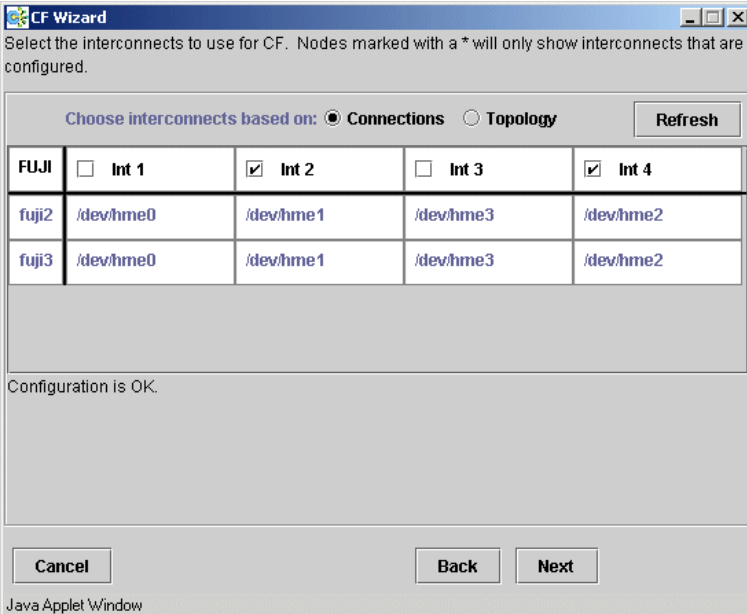 CF Wizard
Select the interconnects to use for CF. Nodes marked with a * will only show interconnects that are
configured.
Choose interconnects based on: Connections Topology Refresh
FUJI Int 1 Int 2 Int 3 Int 4
fuji2 /dev/hme0 /dev/hme1 /dev/hme3 /dev/hme2
fuji3 /dev/hme0 /dev/hme1 /dev/hme3 /dev/hme2
Configuration is OK.
Cancel Back Next
Java Applet Window